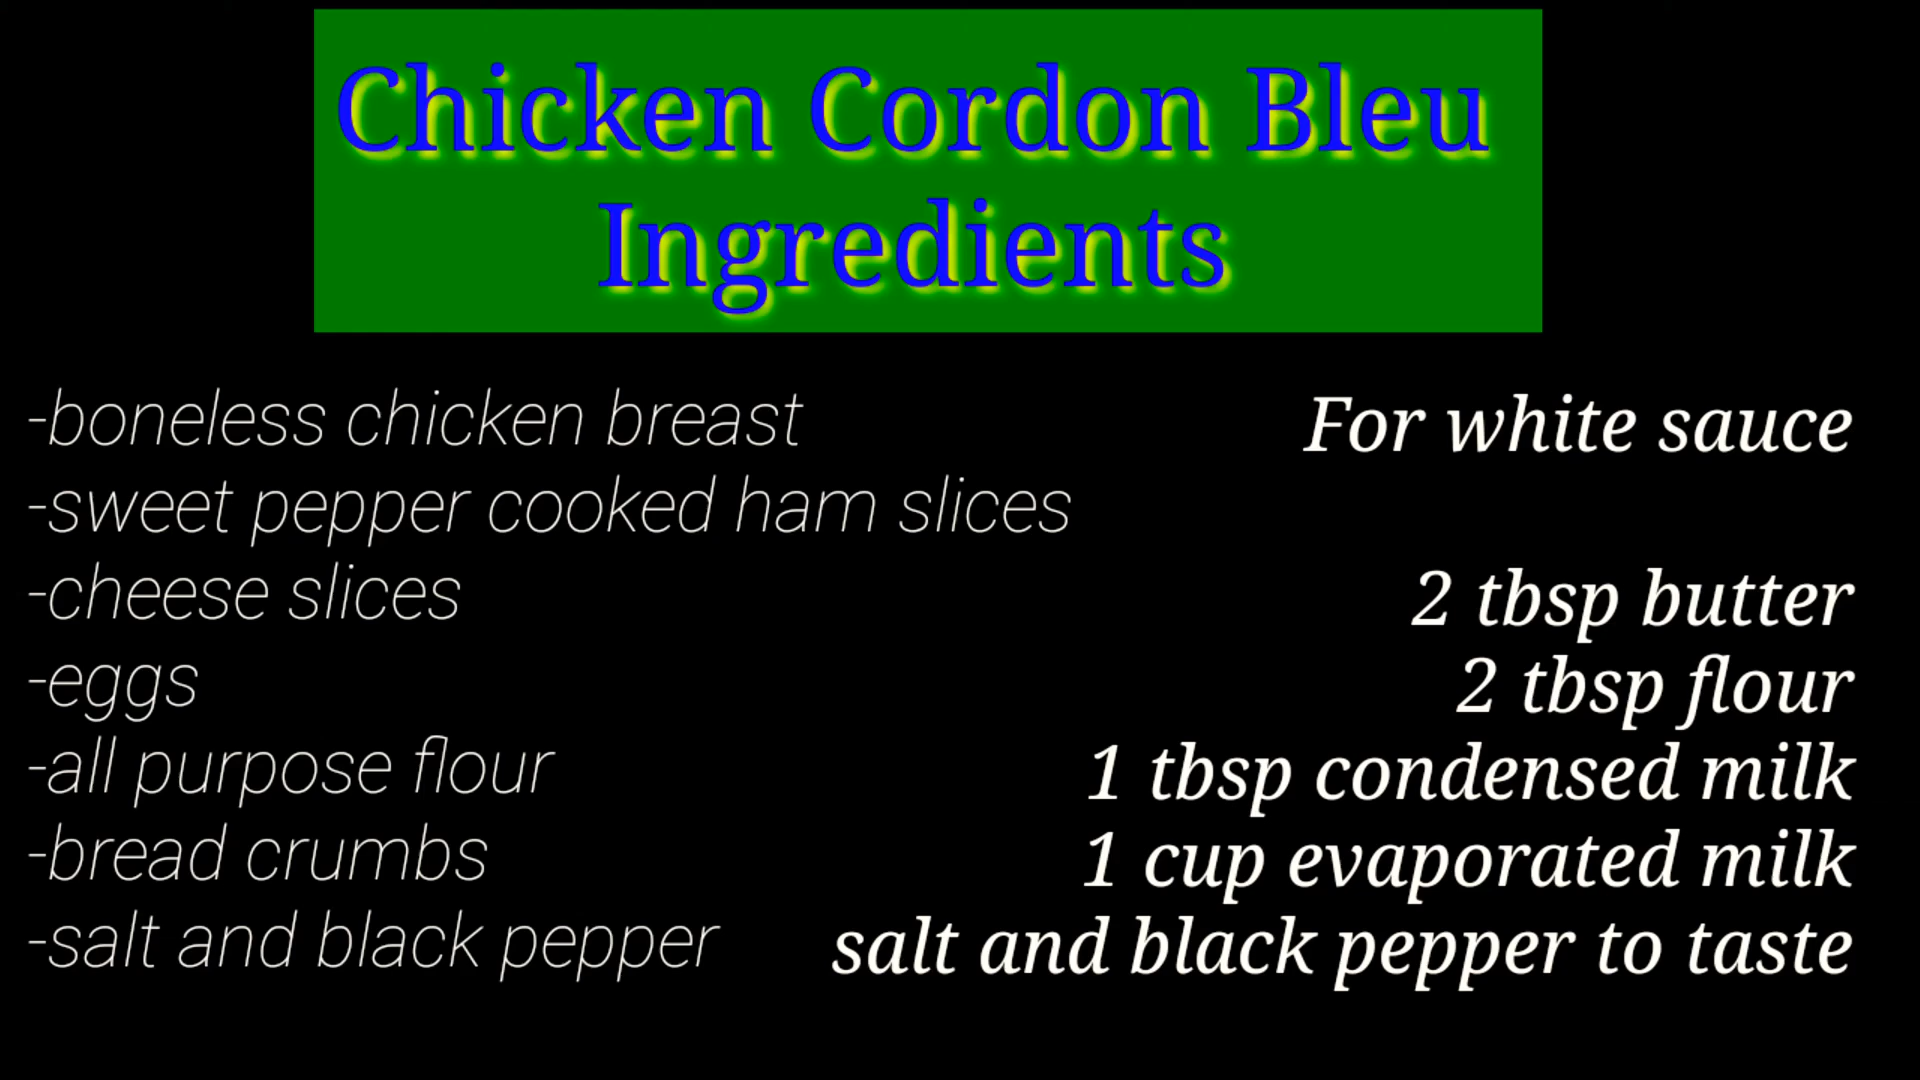 Chicken Cordon Bleu
Ingredients
-boneless chicken breast
-sweet pepper cooked ham slices
-cheese slices
-eggs
-all purpose flour
-bread crumbs
-salt and black pepper
For white sauce
2 tbsp butter
2 tbsp flour
1 tbsp condensed milk
1 cup evaporated milk
salt and black pepper to taste